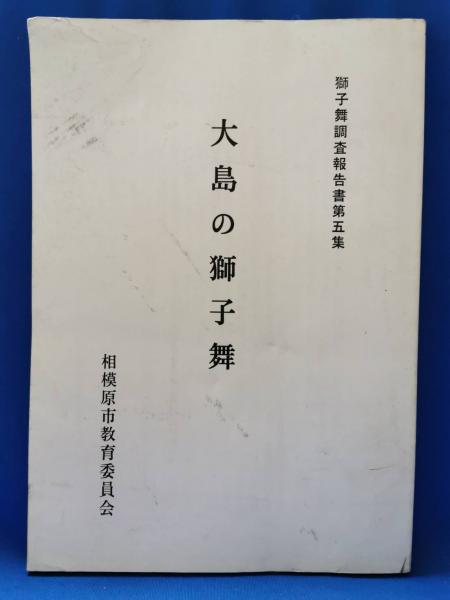 獅子舞調査報告書第五集
大島の獅子舞
相模原市教育委員会